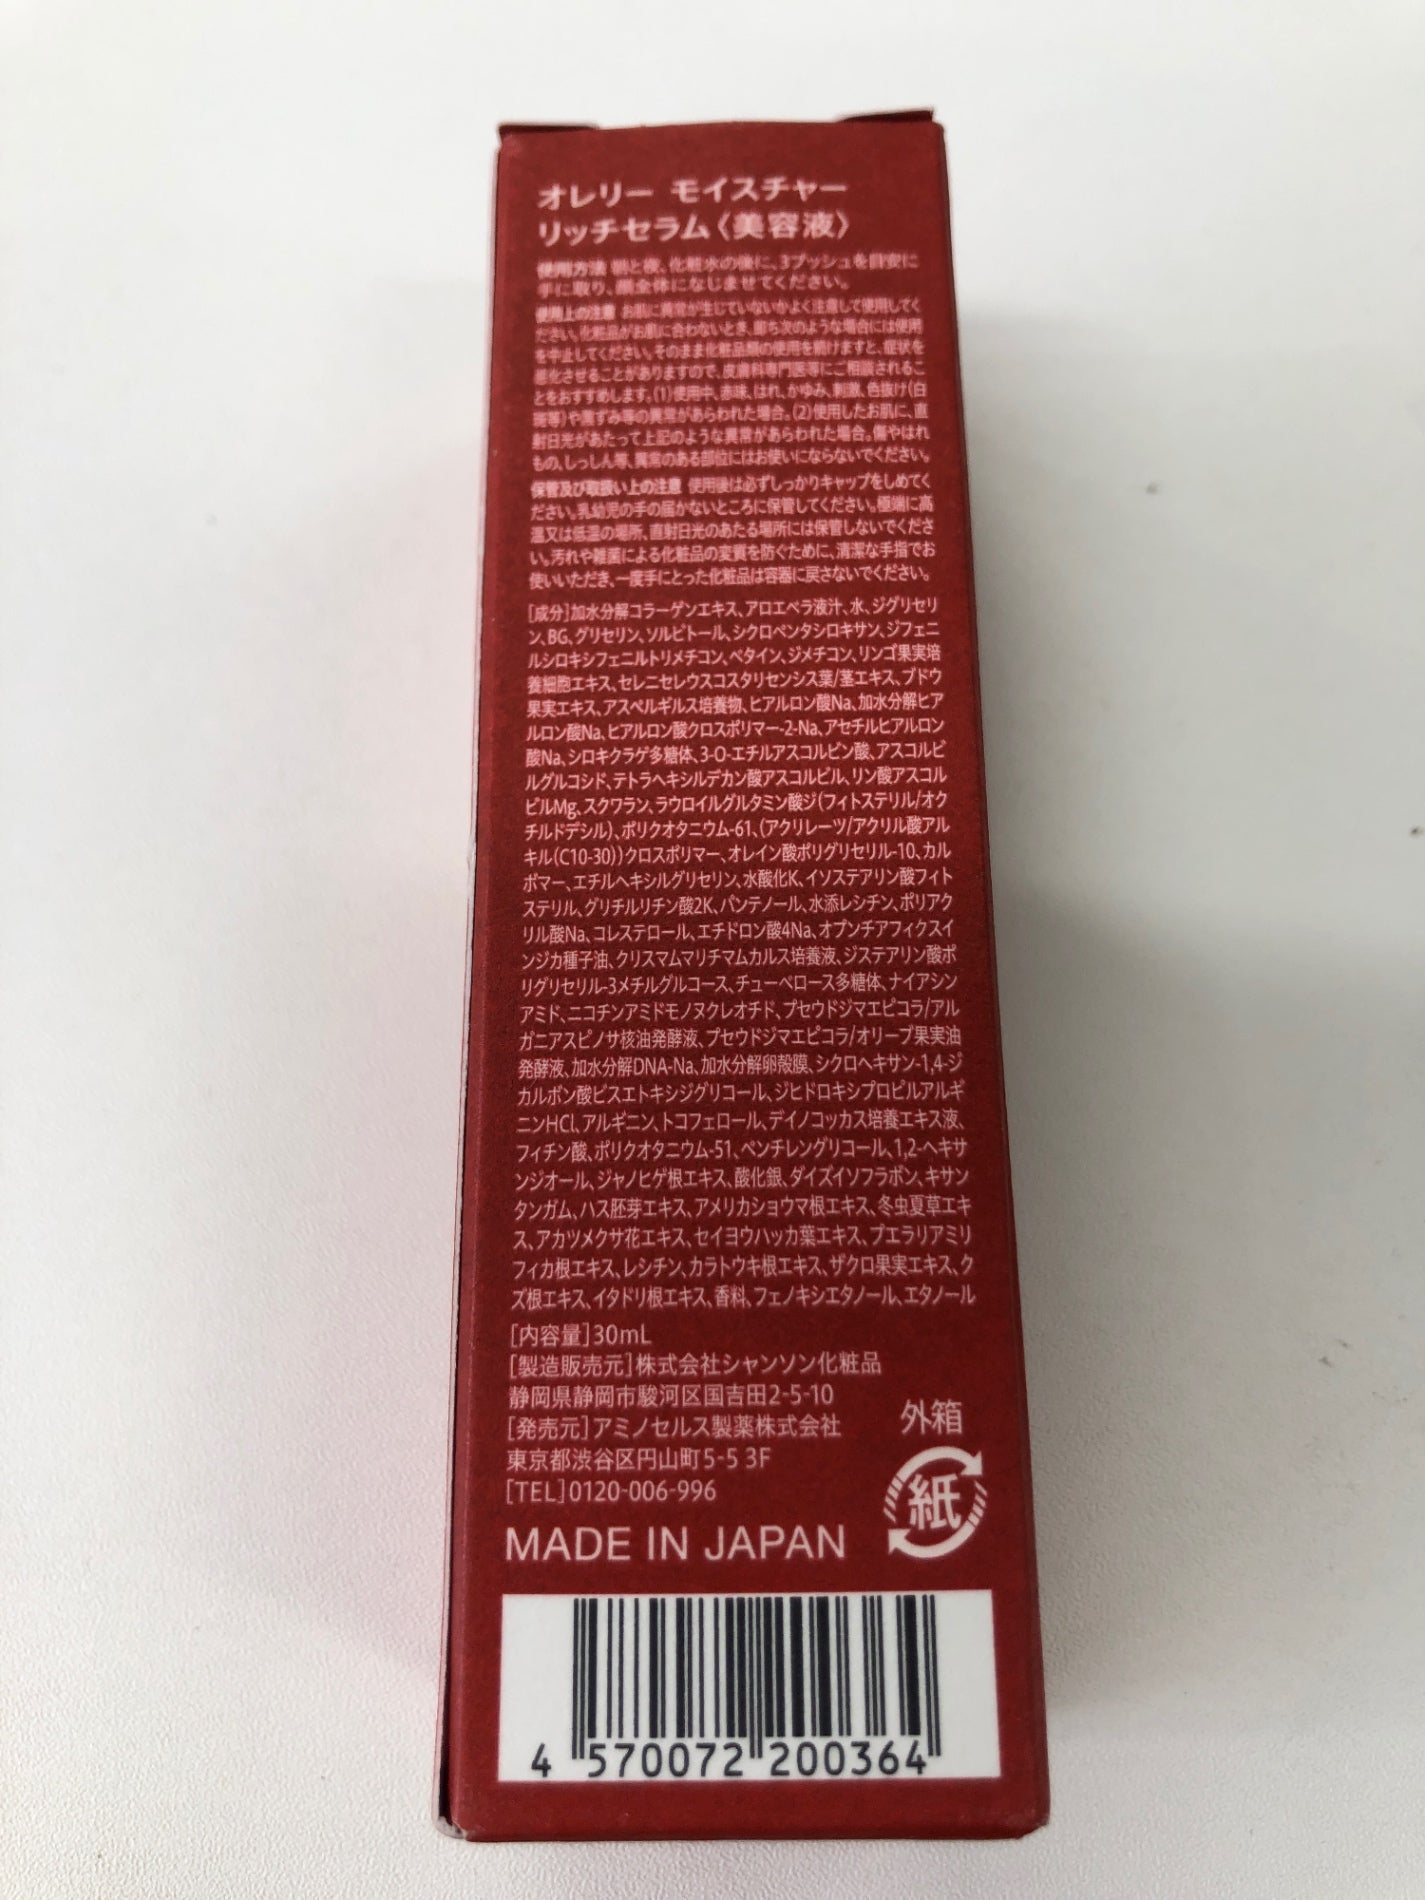 オレリー モイスチャー
リッチセラム〈美容液〉
使用方法 朝と夜、化粧水の後に、3プッシュを目安に
手に取り、顔全体になじませてください。
使用上の注意 お肌に異常が生じていないかよく注意して使用してく
ださい。化粧品がお肌に合わないとき、即ち次のような場合には使用
を中止してください。そのまま化粧品類の使用を続けますと、症状を
悪化させることがありますので、皮膚科専門医等にご相談されるこ
とをおすすめします。(1)使用中、赤味、はれ、かゆみ、刺激、色抜け(白
斑等)や黒ずみ等の異常があらわれた場合。(2)使用したお肌に、直
射日光があたって上記のような異常があらわれた場合。傷やはれ
もの、しっしん等、異常のある部位にはお使いにならないでください。
保管及び取扱い上の注意 使用後は必ずしっかりキャップをしめてく
ださい。乳幼児の手の届かないところに保管してください。極端に高
温又は低温の場所、直射日光のあたる場所には保管しないでくださ
い。汚れや雑菌による化粧品の変質を防ぐために、清潔な手指でお
使いいただき、一度手にとった化粧品は容器に戻さないでください。
[成分]加水分解コラーゲンエキス、アロエベラ液汁、水、ジグリセリ
ン、BG、グリセリン、ソルビトール、シクロペンタシロキサン、ジフェニ
ルシロキシフェニルトリメチコン、ベタイン、ジメチコン、リンゴ果実培
養細胞エキス、セレニセレウスコスタリセンシス葉/茎エキス、ブドウ
果実エキス、アスペルギルス培養物、ヒアルロン酸Na、加水分解ヒア
ルロン酸Na、ヒアルロン酸クロスポリマー-2-Na、アセチルヒアルロン
酸Na、シロキクラゲ多糖体、3-O-エチルアスコルビン酸、アスコルビ
ルグルコシド、テトラヘキシルデカン酸アスコルビル、リン酸アスコル
ビルMg、スクワラン、ラウロイルグルタミン酸ジ(フィトステリル/オク
チルドデシル)、ポリクオタニウム-61、(アクリレーツ/アクリル酸アル
キル(C10-30))クロスポリマー、オレイン酸ポリグリセリル-10、カル
ボマー、エチルヘキシルグリセリン、水酸化K、イソステアリン酸フィト
ステリル、グリチルリチン酸2K、パンテノール、水添レシチン、ポリアク
リル酸Na、コレステロール、エチドロン酸4Na、オプンチアフィクスイ
ンジカ種子油、クリスマムマリチマムカルス培養液、ジステアリン酸ポ
リグリセリル-3メチルグルコース、チューベロース多糖体、ナイアシン
アミド、ニコチンアミドモノヌクレオチド、プセウドジマエピコラ/アル
ガニアスピノサ核油発酵液、プセウドジマエピコラ/オリーブ果実油
発酵液、加水分解DNA-Na、加水分解卵殻膜、シクロヘキサン-1,4-ジ
カルボン酸ビスエトキシジグリコール、ジヒドロキシプロピルアルギ
ニンHCl、アルギニン、トコフェロール、デイノコッカス培養エキス液、
フィチン酸、ポリクオタニウム-51、ペンチレングリコール、1,2-ヘキサ
ンジオール、ジャノヒゲ根エキス、酸化銀、ダイズイソフラボン、キサン
タンガム、ハス胚芽エキス、アメリカショウマ根エキス、冬虫夏草エキ
ス、アカツメクサ花エキス、セイヨウハッカ葉エキス、プエラリアミリ
フィカ根エキス、レシチン、カラトウキ根エキス、ザクロ果実エキス、ク
ズ根エキス、イタドリ根エキス、香料、フェノキシエタノール、エタノール
[内容量]30mL
[製造販売元]株式会社シャンソン化粧品
静岡県静岡市駿河区国吉田2-5-10
[発売元]アミノセルス製薬株式会社
東京都渋谷区円山町5-5 3F
[TEL]0120-006-996
外箱
紙
MADE IN JAPAN
4 570072 200364